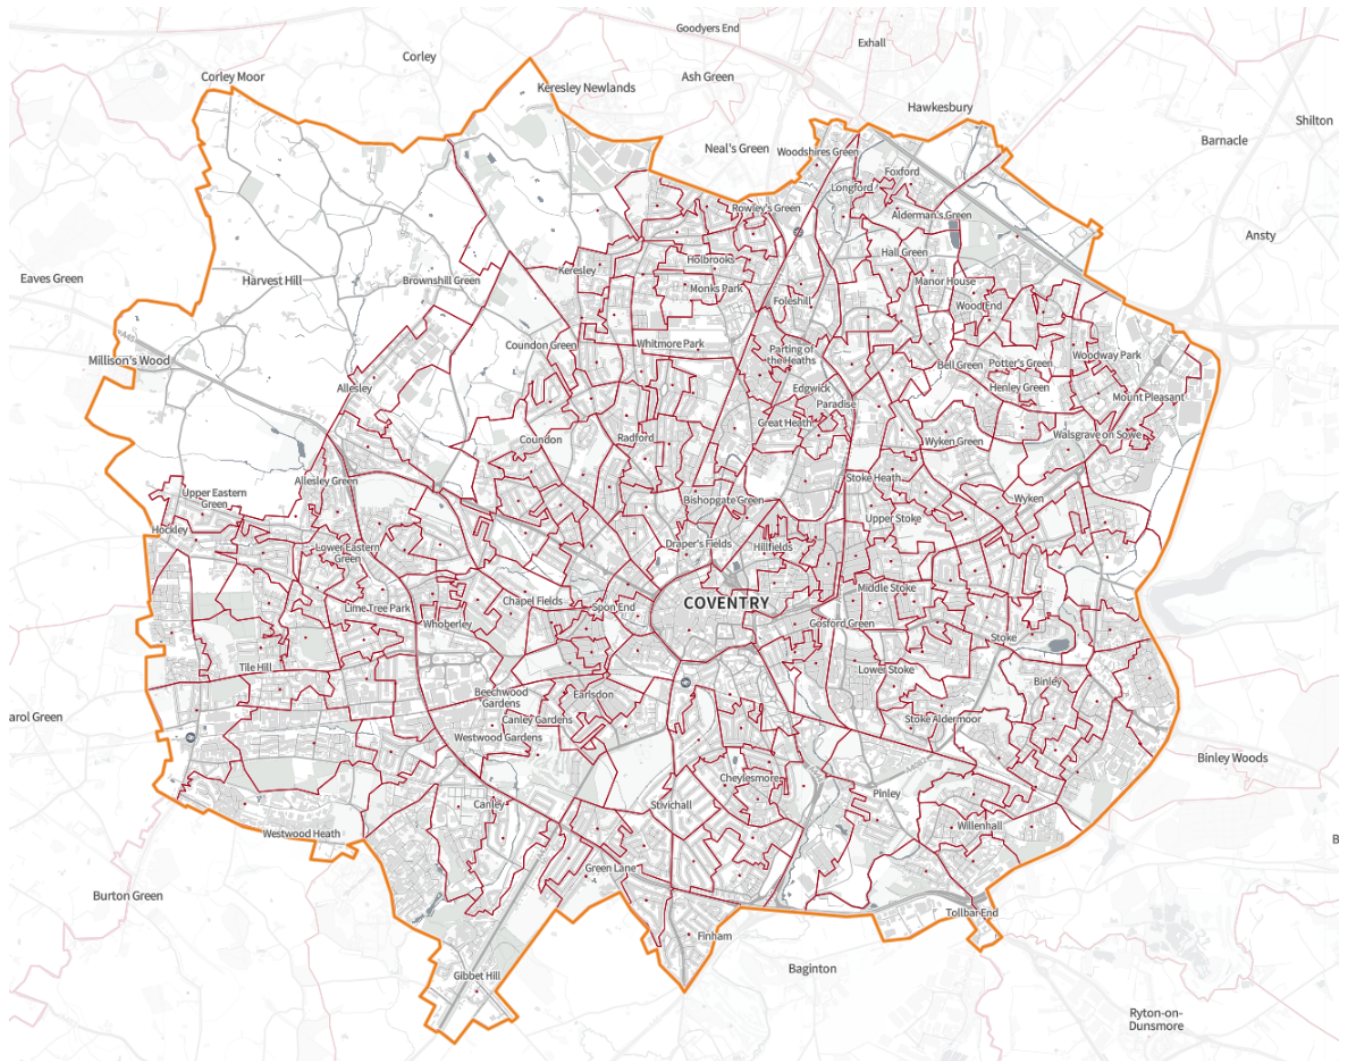 Goodyers End
Exhall
Corley
Corley Moor
Ash Green
Keresley Newlands
Hawkesbury
Shilton
Barnacle
Neal's Green
Woodshires Green
Foxford
Longford
Rowley's Green
Alderman's Green
Ansty
Hall Green
Holbrooks
Keresley
Eaves Green
Harvest Hill
Brownshill Green
Manor House
Monks Park
Foleshill
Wood End
Whitmore Park
Coundon Green
Parting of
the Heaths
Woodway Park
Millison's Wood
Potter's Green
Bell Green
Allesley
Edgwick
Henley Green
Mount Pleasant
Paradise
Great Heath
Walsgrave on Sowe
Radford
Coundon
Wyken Green
Stoke Heath
Allesley Green
Upper Eastern
Green
Bishopgate Green
Wyken
Upper Stoke
Hockley
Draper's Fields
Hillfields
Lower Eastern
Green
Middle Stoke
Chapel Fields
COVENTRY
Spon End
Lime Tree Park
Whoberley
Gosford Green
Stoke
Tile Hill
Lower Stoke
Binley
Beechwood
Gardens
Earlsdon
arol Green
Canley Gardens
Stoke Aldermoor
Westwood Gardens
Binley Woods
Cheylesmore
Pinley
Canley
Stivichall
Willenhall
Westwood Heath
B
Green Lane
Burton Green
Tollbar End
Finham
Baginton
Gibbet Hill
Ryton-on-
Dunsmore